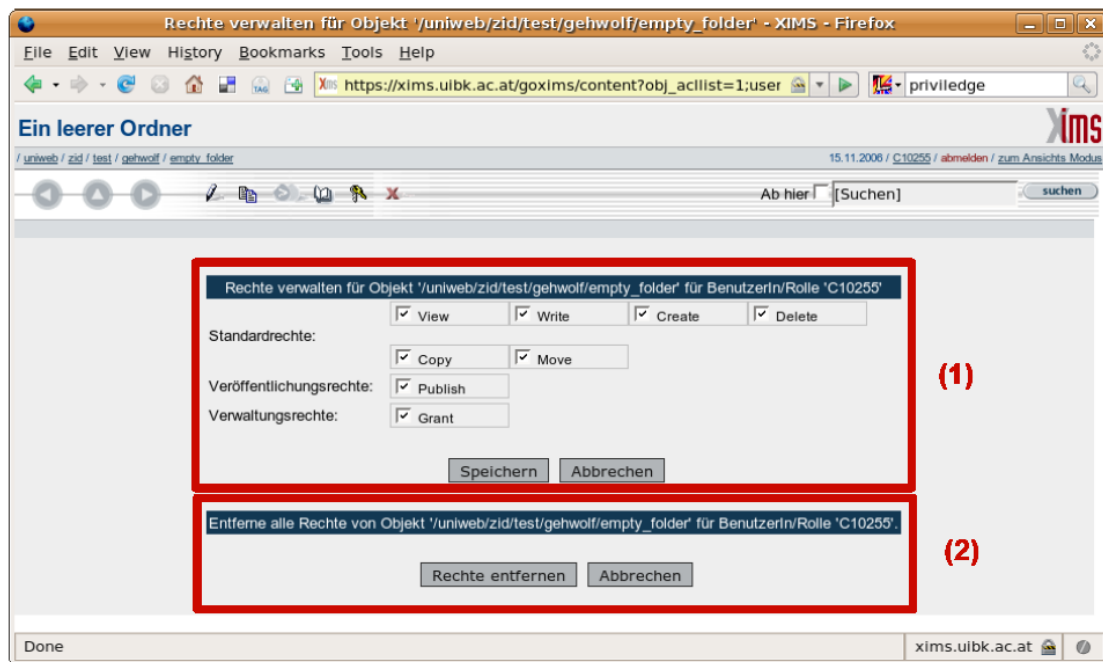 Rechte verwalten für Objekt '/uniweb/zid/test/gehwolf/empty_folder' - XIMS - Firefox
File Edit View History Bookmarks Tools Help
TAG Xims https://xims.uibk.ac.at/goxims/content?obj_acllist=1;user priviledge
Ein leerer Ordner
Xims
/ uniweb / zid / test / gehwolf / empty_folder
15.11.2006 / C10255 / abmelden / zum Ansichts Modus
Ab hier [Suchen] suchen
Rechte verwalten für Objekt '/uniweb/zid/test/gehwolf/empty_folder' für BenutzerIn/Rolle 'C10255'
View Write Create Delete
Standardrechte:
Copy Move
(1)
Veröffentlichungsrechte: Publish
Verwaltungsrechte: Grant
Speichern Abbrechen
Entferne alle Rechte von Objekt '/uniweb/zid/test/gehwolf/empty_folder' für BenutzerIn/Rolle 'C10255'.
(2)
Rechte entfernen Abbrechen
Done xims.uibk.ac.at